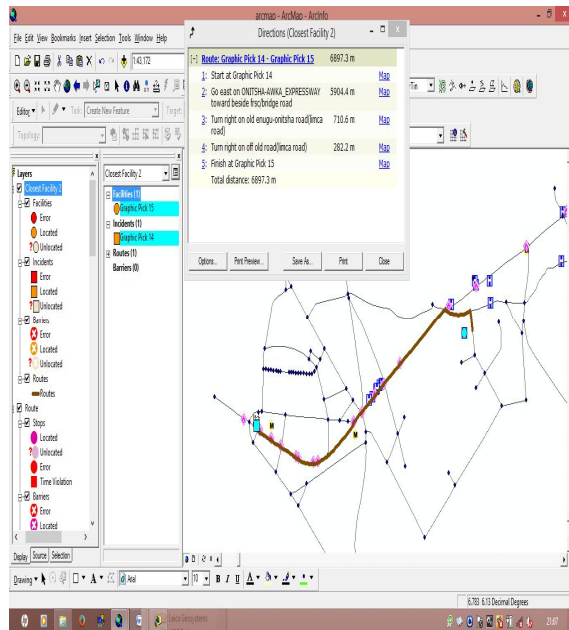 arcmap - ArcMap - ArcInfo
File Edit View Bookmarks Insert Selection Tools Window Help
1:43,172
Editor Task: Create New Feature Target:
Topology:
Layers
Closest Facility 2
Facilities
Error
Located
Unlocated
Incidents
Error
Located
Unlocated
Barriers
Error
Located
Unlocated
Routes
Routes
Route
Stops
Located
Unlocated
Error
Time Violation
Barriers
Error
Located
Display Source Selection
Closest Facility 2
Facilities (1)
Graphic Pick 15
Incidents (1)
Graphic Pick 14
Routes (1)
Barriers (0)
Directions (Closest Facility 2)
[-] Route: Graphic Pick 14 - Graphic Pick 15 6897.3 m
1: Start at Graphic Pick 14 Map
2: Go east on ONITSHA-AWKA_EXPRESSWAY 5904.4 m Map
toward beside frsc/bridge road
3: Turn right on old enugu-onitsha road(limca 710.6 m Map
road)
4: Turn right on off old road(limca road) 282.2 m Map
5: Finish at Graphic Pick 15 Map
Total distance: 6897.3 m
Options... Print Preview... Save As... Print Close
H
H
H
H
M
M
Drawing A Arial 10 B I U A
6.783 6.13 Decimal Degrees
Leica Geosystems
21:07